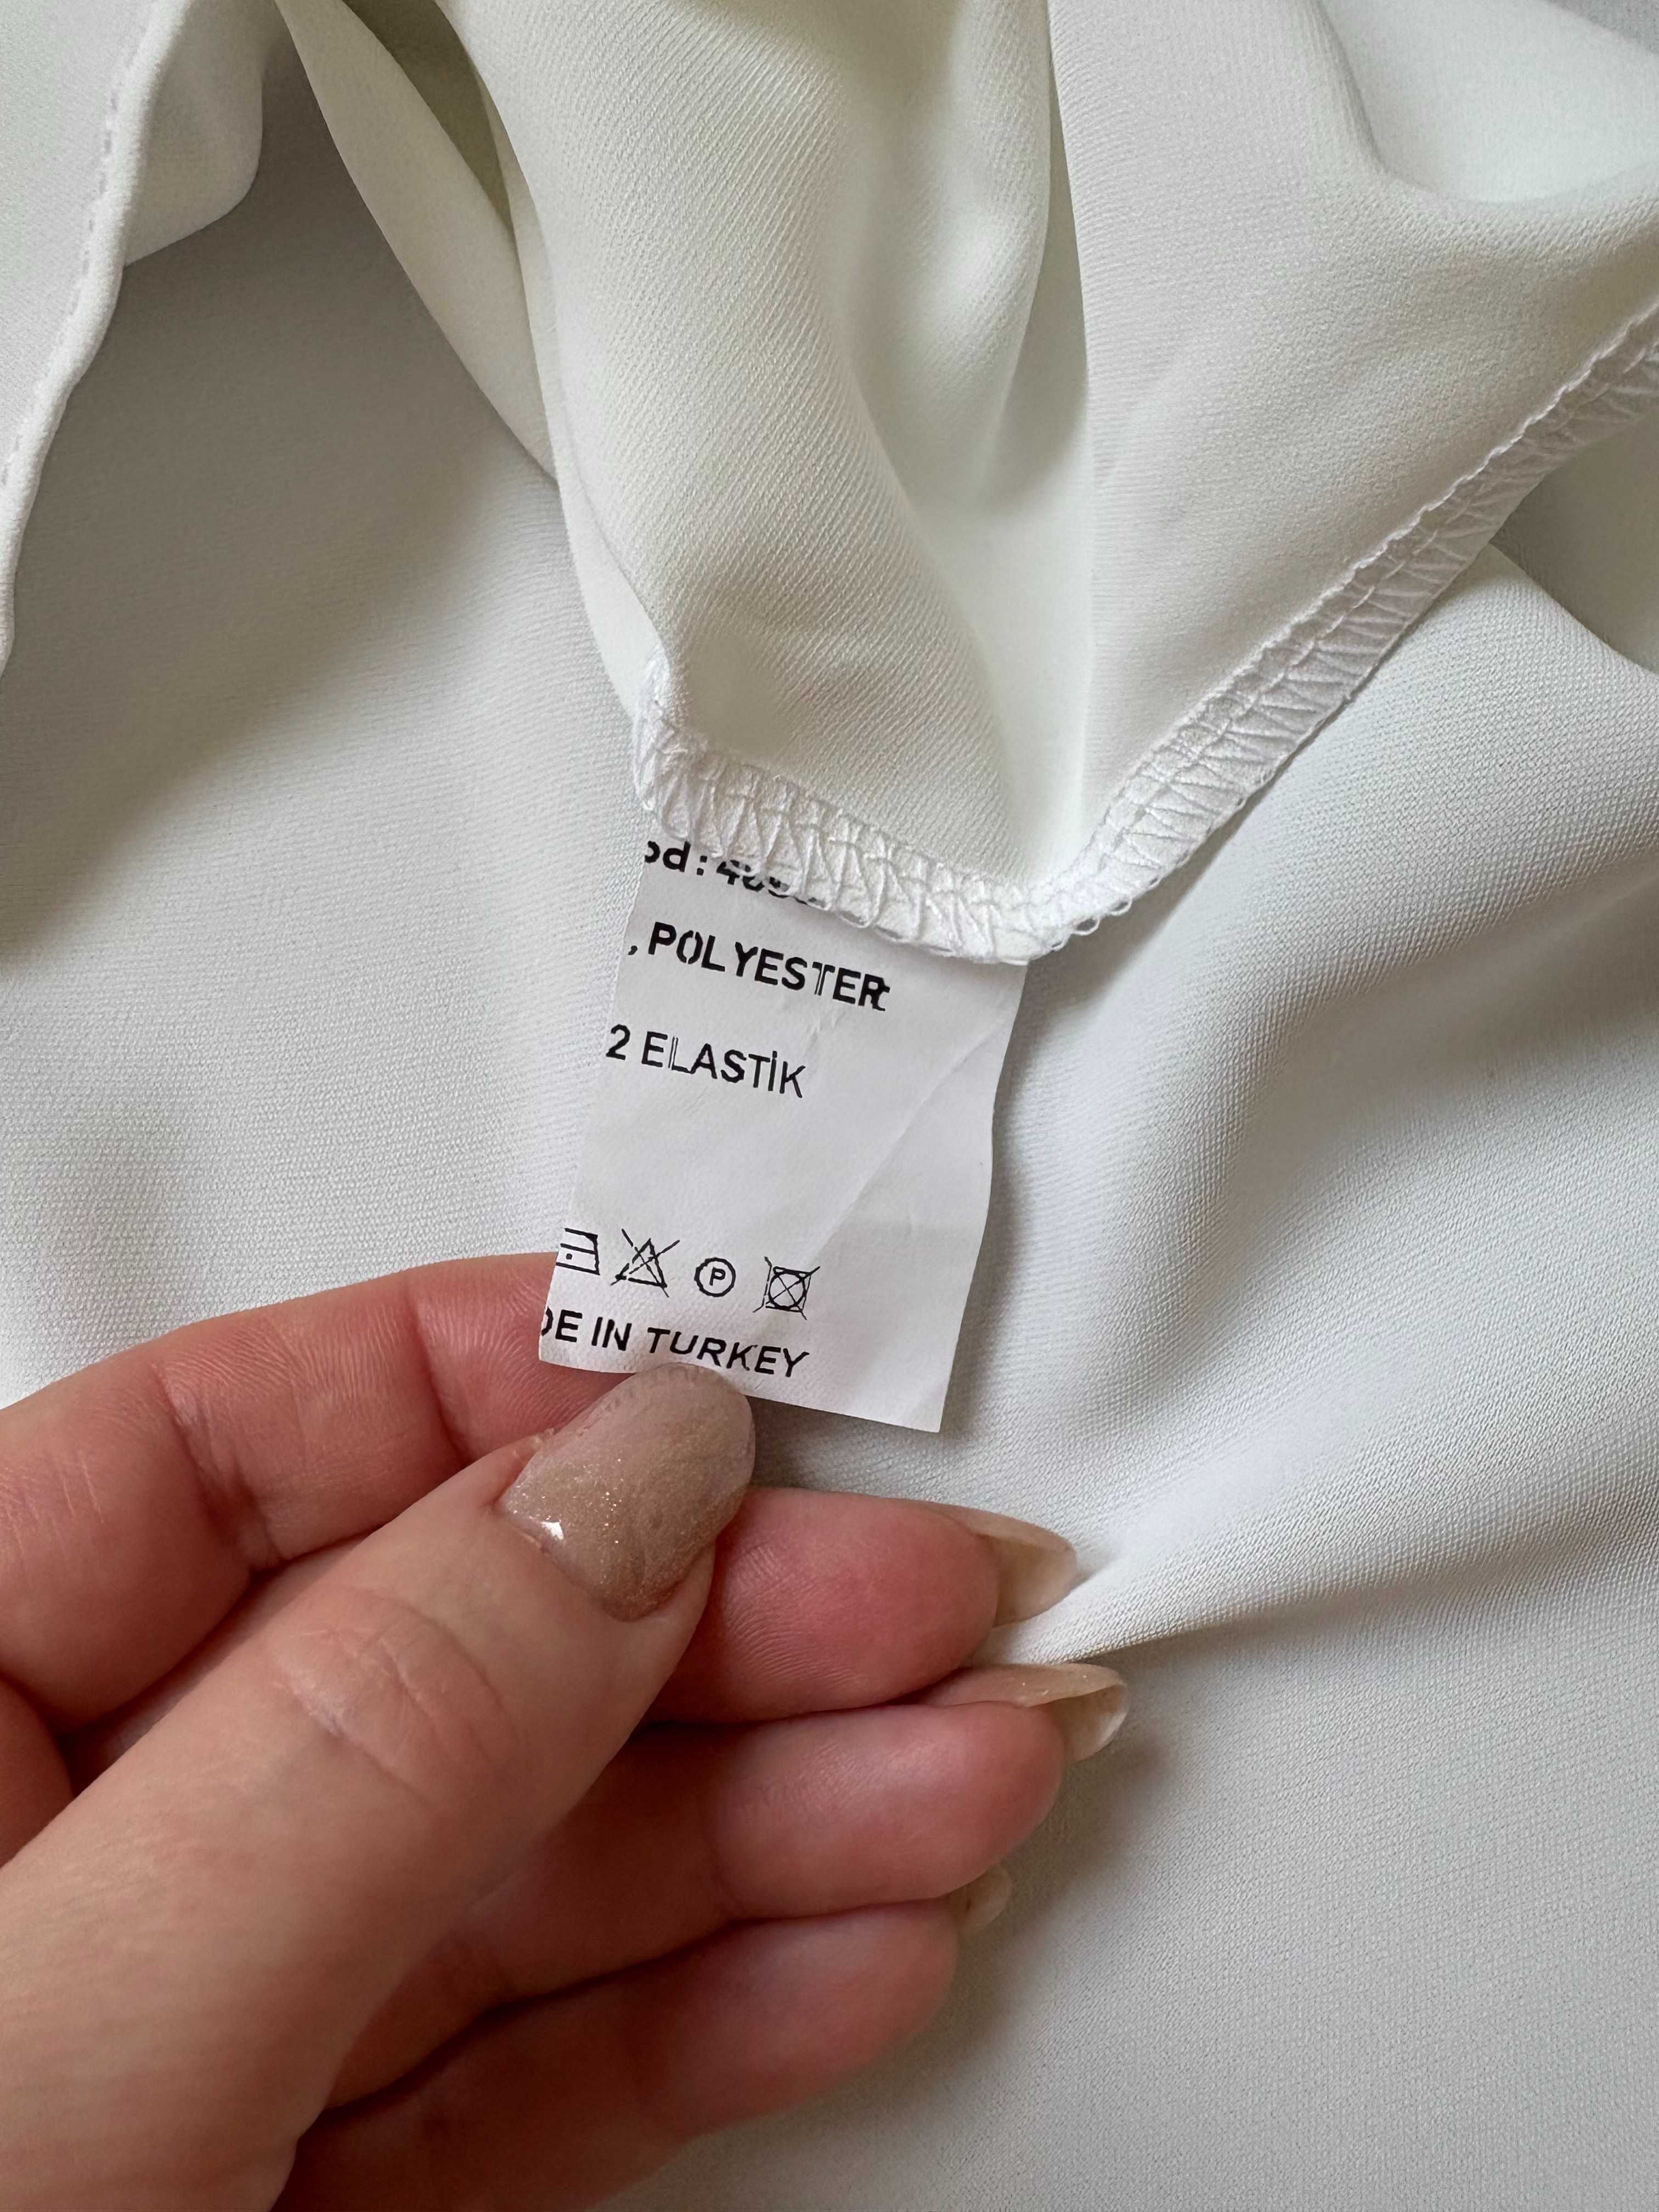 , POLYESTER
2 ELASTİK
P
DE IN TURKEY